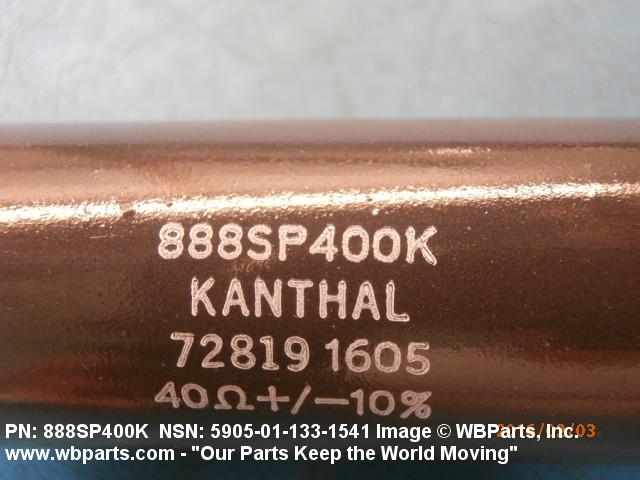 888SP400K
KANTHAL
72819 1605
40Ω+/-10%
PN: 888SP400K NSN: 5905-01-133-1541 Image © WBParts, Inc.
www.wbparts.com - "Our Parts Keep the World Moving"